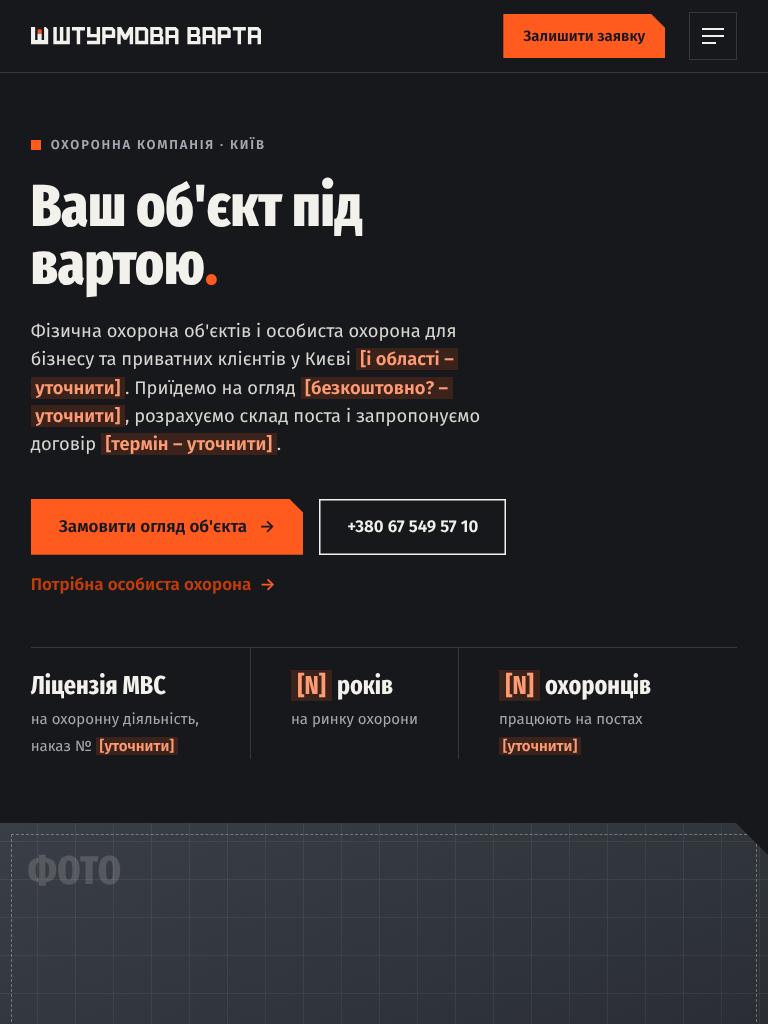 ШТУРМОВА ВАРТА
Залишити заявку
ОХОРОННА КОМПАНІЯ · КИЇВ
Ваш об'єкт під
вартою.
Фізична охорона об'єктів і особиста охорона для
бізнесу та приватних клієнтів у Києві [і області –
уточнити]. Приїдемо на огляд [безкоштовно? –
уточнити], розрахуємо склад поста і запропонуємо
договір [термін – уточнити].
Замовити огляд об'єкта →
+380 67 549 57 10
Потрібна особиста охорона →
Ліцензія МВС
на охоронну діяльність,
наказ № [уточнити]
[N] років
на ринку охорони
[N] охоронців
працюють на постах
[уточнити]
ФОТО